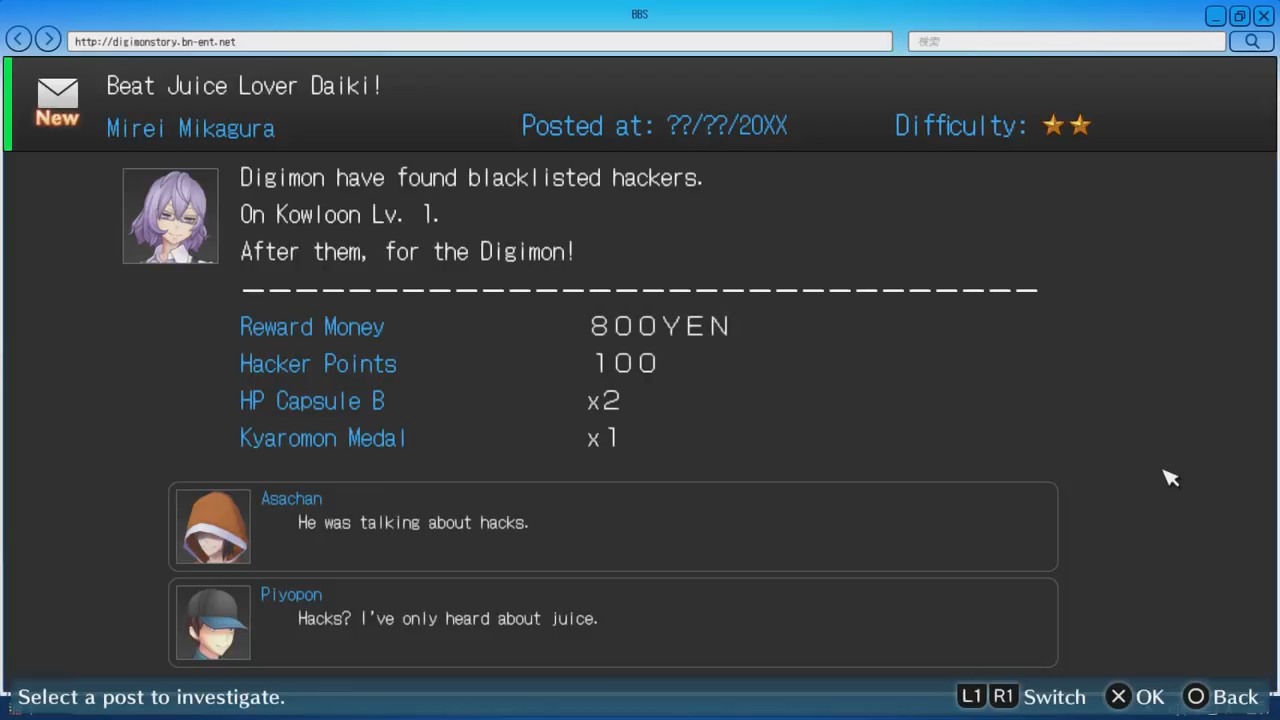 BBS
http://digimonstory.bn-ent.net
検索
Beat Juice Lover Daiki!
New
Mirei Mikagura
Posted at: ??/??/20XX
Difficulty: ★★
Digimon have found blacklisted hackers.
On Kowloon Lv. 1.
After them, for the Digimon!
Reward Money 800YEN
Hacker Points 100
HP Capsule B x2
Kyaromon Medal x1
Asachan
He was talking about hacks.
Piyopon
Hacks? I've only heard about juice.
Select a post to investigate.
L1 R1 Switch X OK O Back